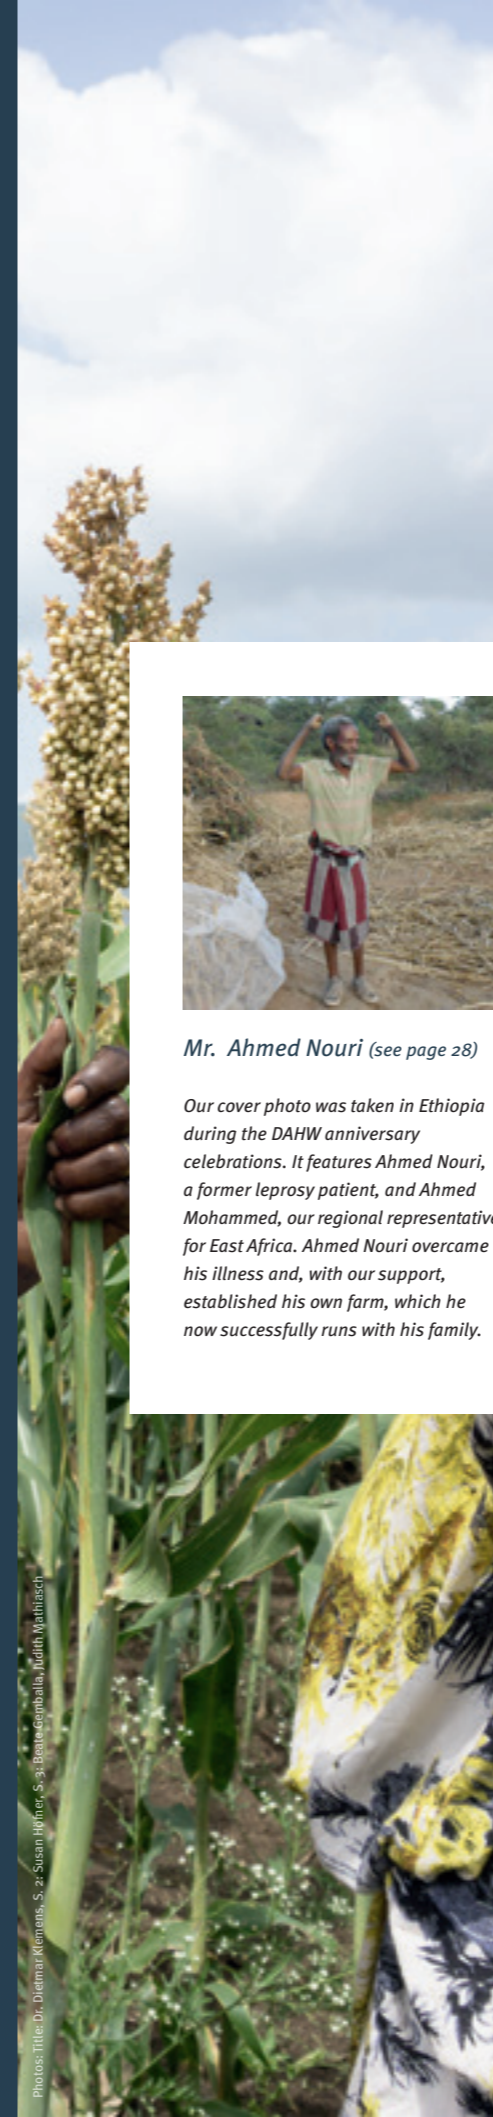 Mr. Ahmed Nouri (see page 28)
Our cover photo was taken in Ethiopia
during the DAHW anniversary
celebrations. It features Ahmed Nouri,
a former leprosy patient, and Ahmed
Mohammed, our regional representative
for East Africa. Ahmed Nouri overcame
his illness and, with our support,
established his own farm, which he
now successfully runs with his family.
Photos: Title: Dr. Dietmar Klemens, S. 2: Susan Höfner, S. 3: Beate Gemballa, Judith Mathiasch